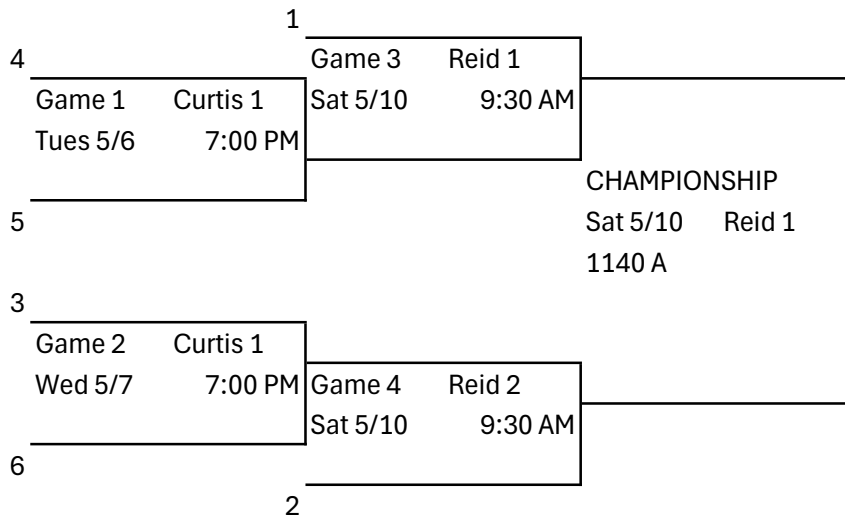 1
4
Game 3 Reid 1
Game 1 Curtis 1
Sat 5/10 9:30 AM
Tues 5/6 7:00 PM
CHAMPIONSHIP
5
Sat 5/10 Reid 1
1140 A
3
Game 2 Curtis 1
Wed 5/7 7:00 PM
Game 4 Reid 2
Sat 5/10 9:30 AM
6
2